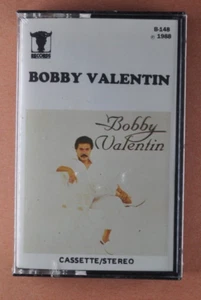 B-148
℗ 1988
BOBBY VALENTIN
Bobby
Valentin
CASSETTE/STEREO